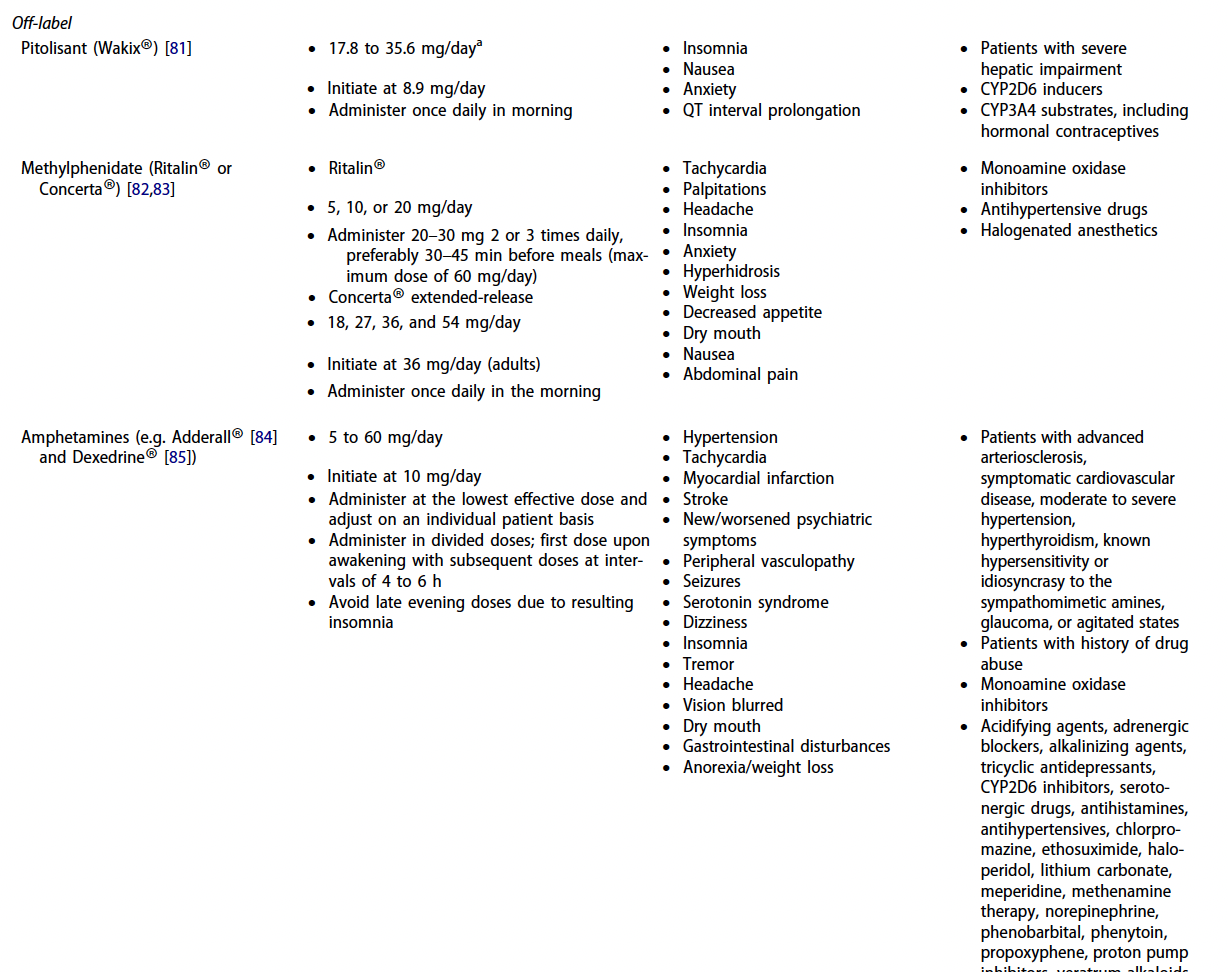 Off-label
Pitolisant (Wakix®) [81]
• 17.8 to 35.6 mg/dayª
• Initiate at 8.9 mg/day
• Administer once daily in morning
• Insomnia
• Nausea
• Anxiety
• QT interval prolongation
• Patients with severe
hepatic impairment
• CYP2D6 inducers
• CYP3A4 substrates, including
hormonal contraceptives
Methylphenidate (Ritalin® or
Concerta®) [82,83]
• Ritalin®
• 5, 10, or 20 mg/day
• Administer 20–30 mg 2 or 3 times daily,
preferably 30–45 min before meals (max-
imum dose of 60 mg/day)
• Concerta® extended-release
• 18, 27, 36, and 54 mg/day
• Initiate at 36 mg/day (adults)
• Administer once daily in the morning
• Tachycardia
• Palpitations
• Headache
• Insomnia
• Anxiety
• Hyperhidrosis
• Weight loss
• Decreased appetite
• Dry mouth
• Nausea
• Abdominal pain
• Monoamine oxidase
inhibitors
• Antihypertensive drugs
• Halogenated anesthetics
Amphetamines (e.g. Adderall® [84]
and Dexedrine® [85])
• 5 to 60 mg/day
• Initiate at 10 mg/day
• Administer at the lowest effective dose and
adjust on an individual patient basis
• Administer in divided doses; first dose upon
awakening with subsequent doses at inter-
vals of 4 to 6 h
• Avoid late evening doses due to resulting
insomnia
• Hypertension
• Tachycardia
• Myocardial infarction
• Stroke
• New/worsened psychiatric
symptoms
• Peripheral vasculopathy
• Seizures
• Serotonin syndrome
• Dizziness
• Insomnia
• Tremor
• Headache
• Vision blurred
• Dry mouth
• Gastrointestinal disturbances
• Anorexia/weight loss
• Patients with advanced
arteriosclerosis,
symptomatic cardiovascular
disease, moderate to severe
hypertension,
hyperthyroidism, known
hypersensitivity or
idiosyncrasy to the
sympathomimetic amines,
glaucoma, or agitated states
• Patients with history of drug
abuse
• Monoamine oxidase
inhibitors
• Acidifying agents, adrenergic
blockers, alkalinizing agents,
tricyclic antidepressants,
CYP2D6 inhibitors, seroto-
nergic drugs, antihistamines,
antihypertensives, chlorpro-
mazine, ethosuximide, halo-
peridol, lithium carbonate,
meperidine, methenamine
therapy, norepinephrine,
phenobarbital, phenytoin,
propoxyphene, proton pump